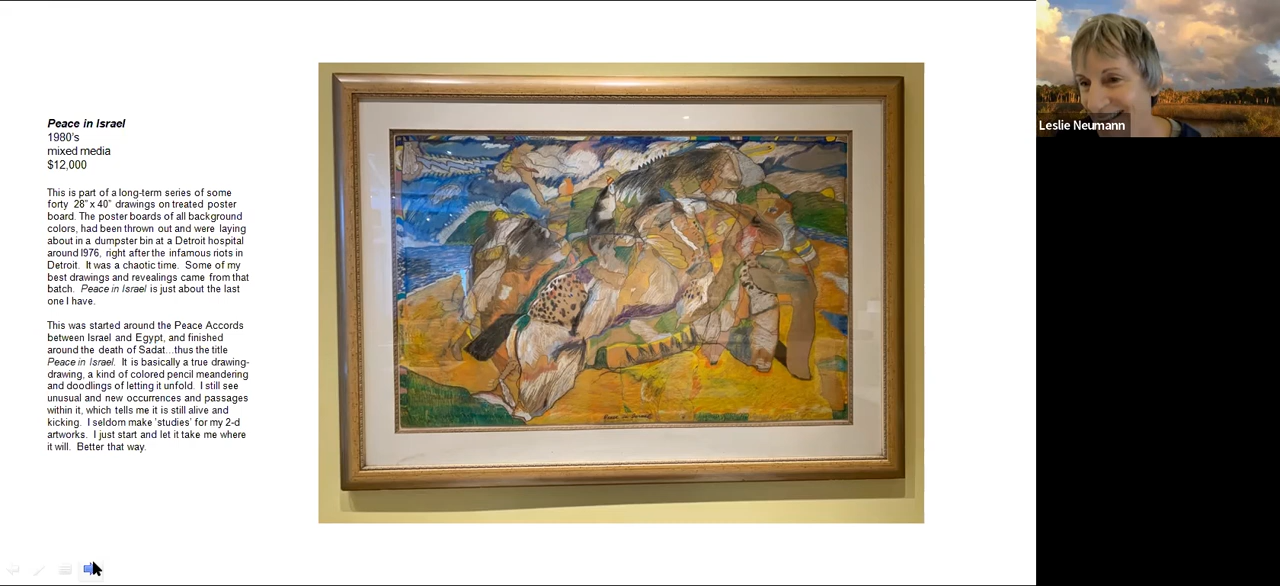 Peace in Israel
1980's
mixed media
$12,000
This is part of a long-term series of some
forty 28" x 40" drawings on treated poster
board. The poster boards of all background
colors, had been thrown out and were laying
about in a dumpster bin at a Detroit hospital
around l976, right after the infamous riots in
Detroit. It was a chaotic time. Some of my
best drawings and revealings came from that
batch. Peace in Israel is just about the last
one I have.
This was started around the Peace Accords
between Israel and Egypt, and finished
around the death of Sadat...thus the title
Peace in Israel. It is basically a true drawing-
drawing, a kind of colored pencil meandering
and doodlings of letting it unfold. I still see
unusual and new occurrences and passages
within it, which tells me it is still alive and
kicking. I seldom make 'studies' for my 2-d
artworks. I just start and let it take me where
it will. Better that way.
Peace in Israel
Leslie Neumann